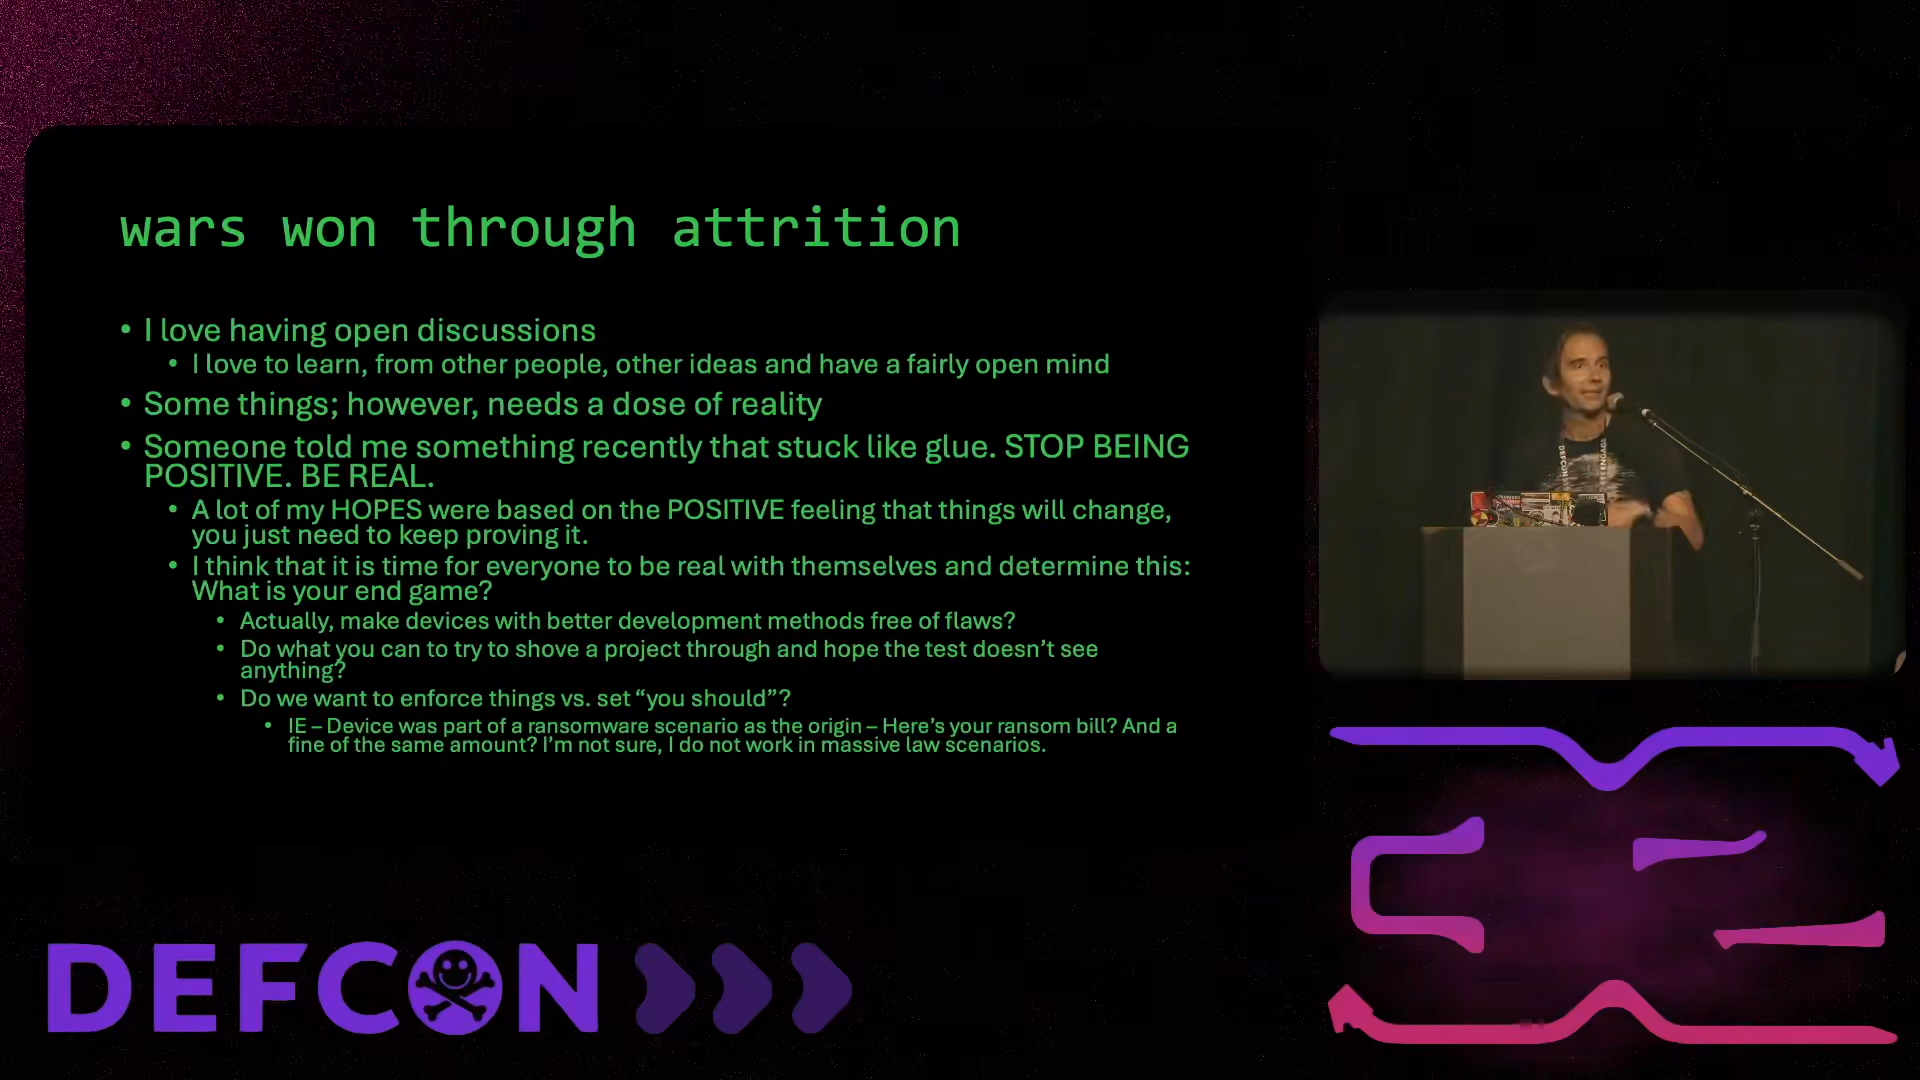 wars won through attrition
• I love having open discussions
• I love to learn, from other people, other ideas and have a fairly open mind
• Some things; however, needs a dose of reality
• Someone told me something recently that stuck like glue. STOP BEING
POSITIVE. BE REAL.
• A lot of my HOPES were based on the POSITIVE feeling that things will change,
you just need to keep proving it.
• I think that it is time for everyone to be real with themselves and determine this:
What is your end game?
• Actually, make devices with better development methods free of flaws?
• Do what you can to try to shove a project through and hope the test doesn’t see
anything?
• Do we want to enforce things vs. set “you should”?
• IE – Device was part of a ransomware scenario as the origin – Here’s your ransom bill? And a
fine of the same amount? I’m not sure, I do not work in massive law scenarios.
DEFCON
ENGAGE
DEFCON